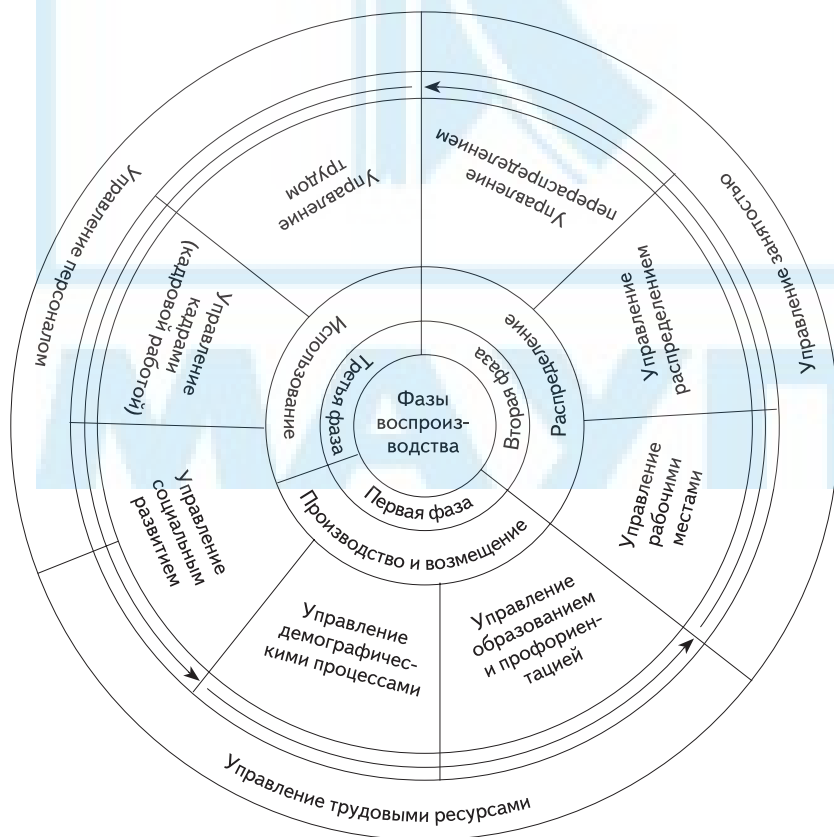 Фазы
воспроиз-
водства
Первая фаза
Вторая фаза
Третья фаза
Производство и возмещение
Распределение
Использование
Управление
демографичес-
кими процессами
Управление
образованием
и профориен-
тацией
Управление
рабочими
местами
Управление
распределением
Управление
перераспределением
Управление
трудом
Управление
кадрами
(кадровой работой)
Управление
социальным
развитием
Управление трудовыми ресурсами
Управление занятостью
Управление персоналом
МАУП